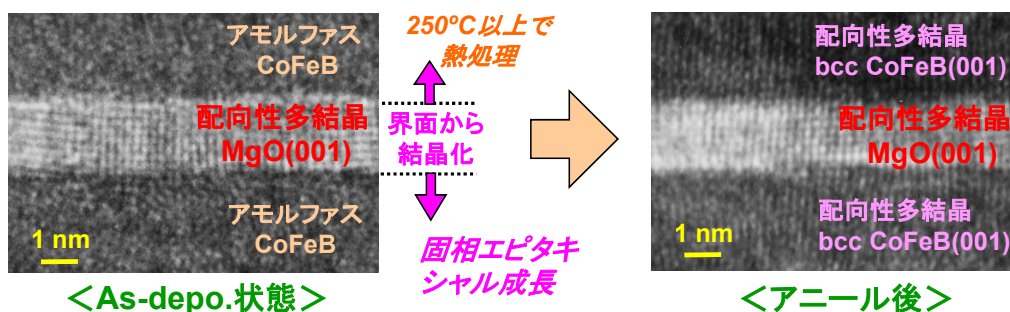 アモルファス
CoFeB
配向性多結晶
MgO(001)
アモルファス
CoFeB
1 nm
＜As-depo.状態＞
250ºC以上で
熱処理
界面から
結晶化
固相エピタキ
シャル成長
配向性多結晶
bcc CoFeB(001)
配向性多結晶
MgO(001)
配向性多結晶
bcc CoFeB(001)
1 nm
＜アニール後＞